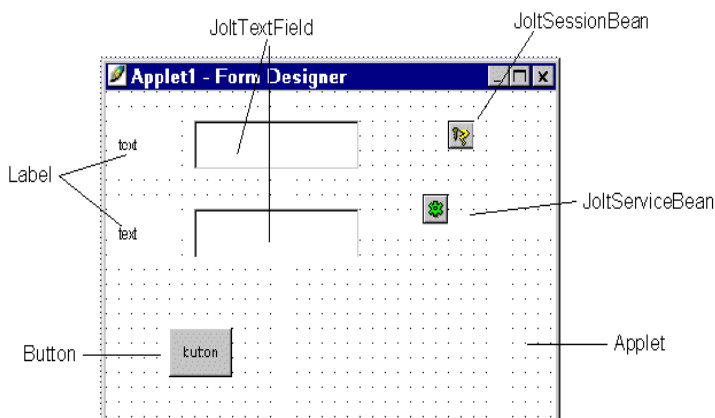 JoltTextField
JoltSessionBean
Applet1 - Form Designer
text
Label
JoltServiceBean
text
Button
button
Applet